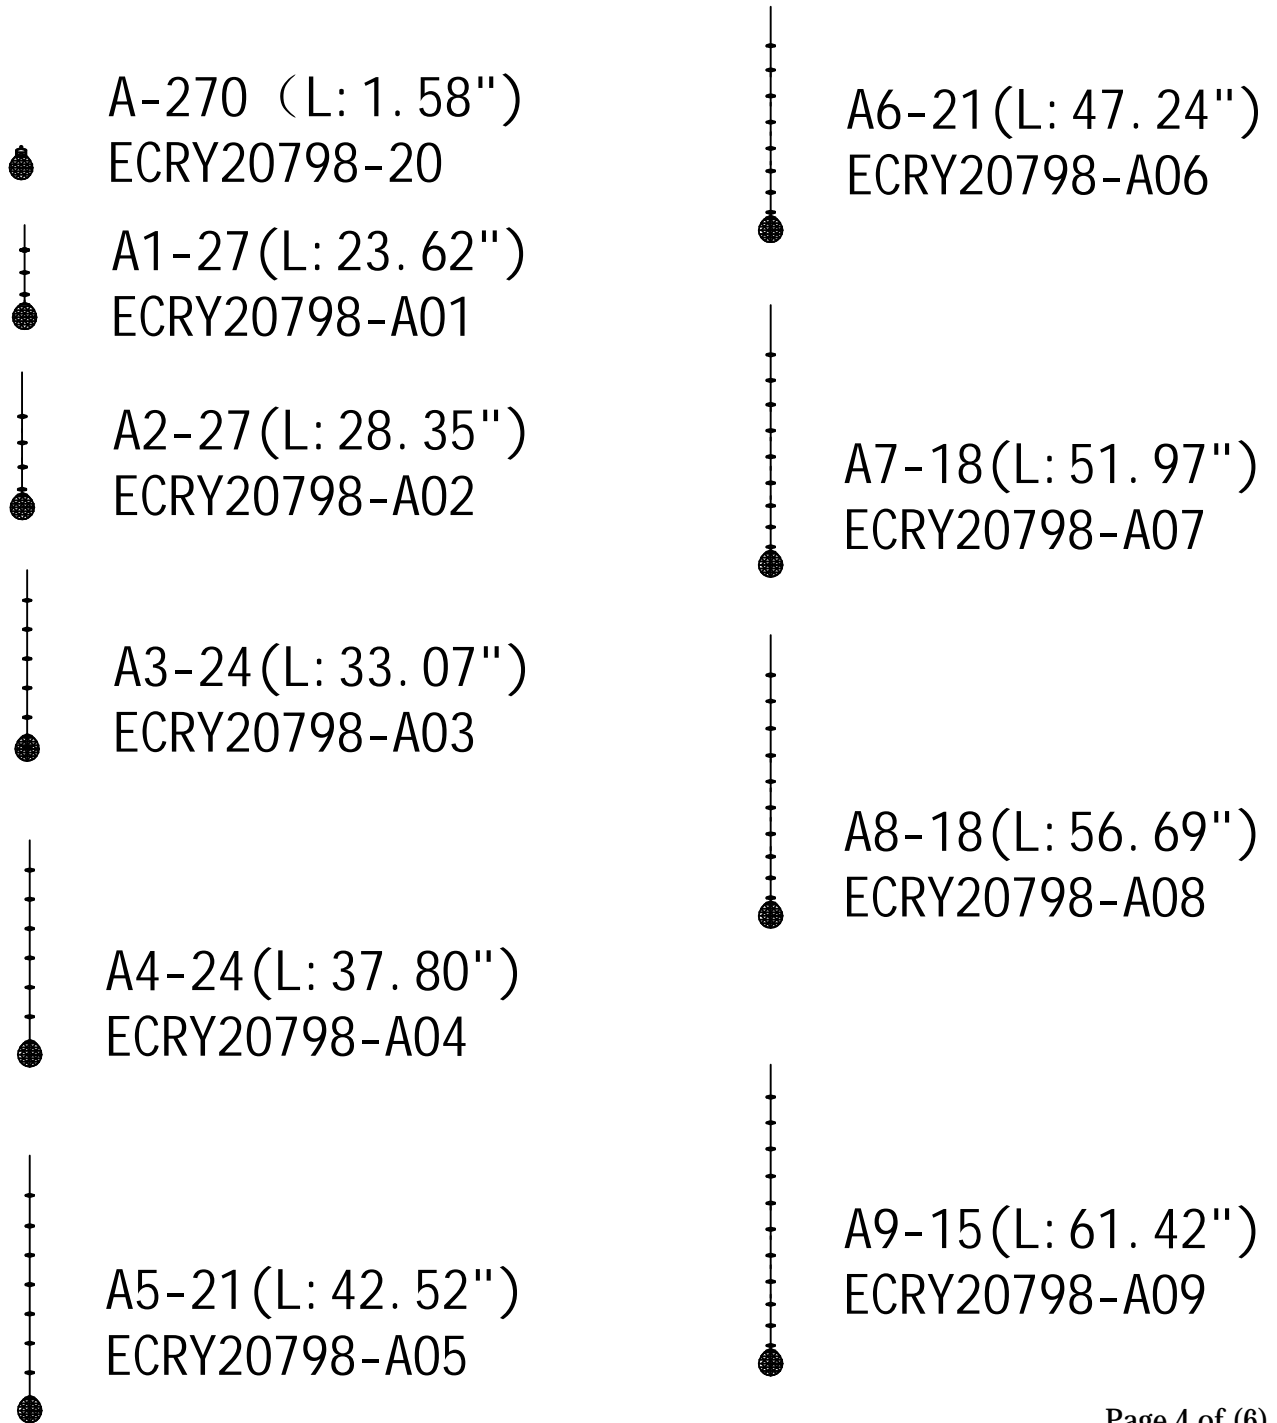 A-270 （L:1.58")
ECRY20798-20
A1-27(L:23.62")
ECRY20798-A01
A2-27(L:28.35")
ECRY20798-A02
A3-24(L:33.07")
ECRY20798-A03
A4-24(L:37.80")
ECRY20798-A04
A5-21(L:42.52")
ECRY20798-A05
A6-21(L:47.24")
ECRY20798-A06
A7-18(L:51.97")
ECRY20798-A07
A8-18(L:56.69")
ECRY20798-A08
A9-15(L:61.42")
ECRY20798-A09
Page 4 of (6)